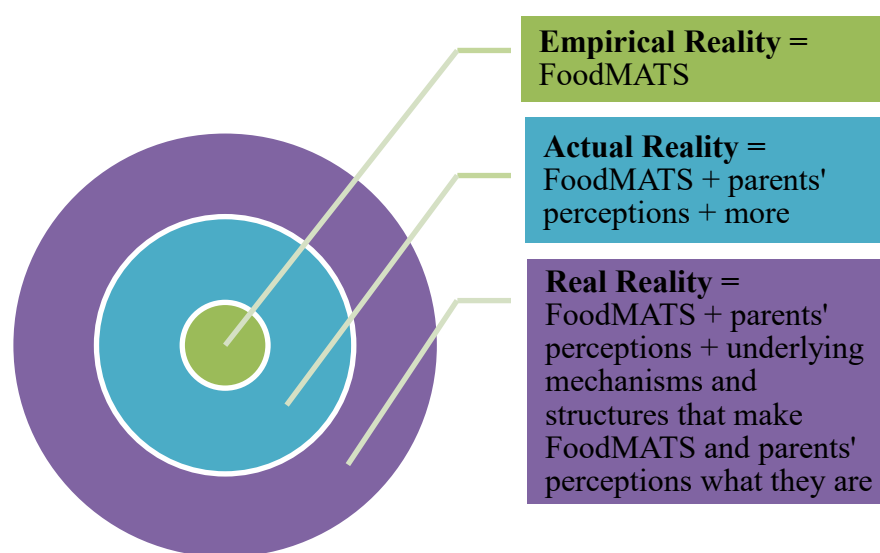 Empirical Reality =
FoodMATS
Actual Reality =
FoodMATS + parents'
perceptions + more
Real Reality =
FoodMATS + parents'
perceptions + underlying
mechanisms and
structures that make
FoodMATS and parents'
perceptions what they are